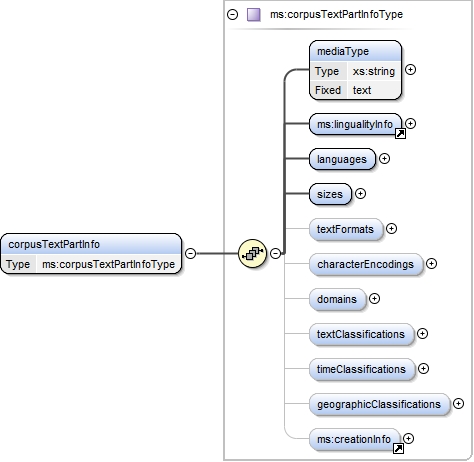 ms:corpusTextPartInfoType
mediaType
Type xs:string
Fixed text
ms:lingualityInfo
languages
sizes
textFormats
corpusTextPartInfo
Type ms:corpusTextPartInfoType
characterEncodings
domains
textClassifications
timeClassifications
geographicClassifications
ms:creationInfo